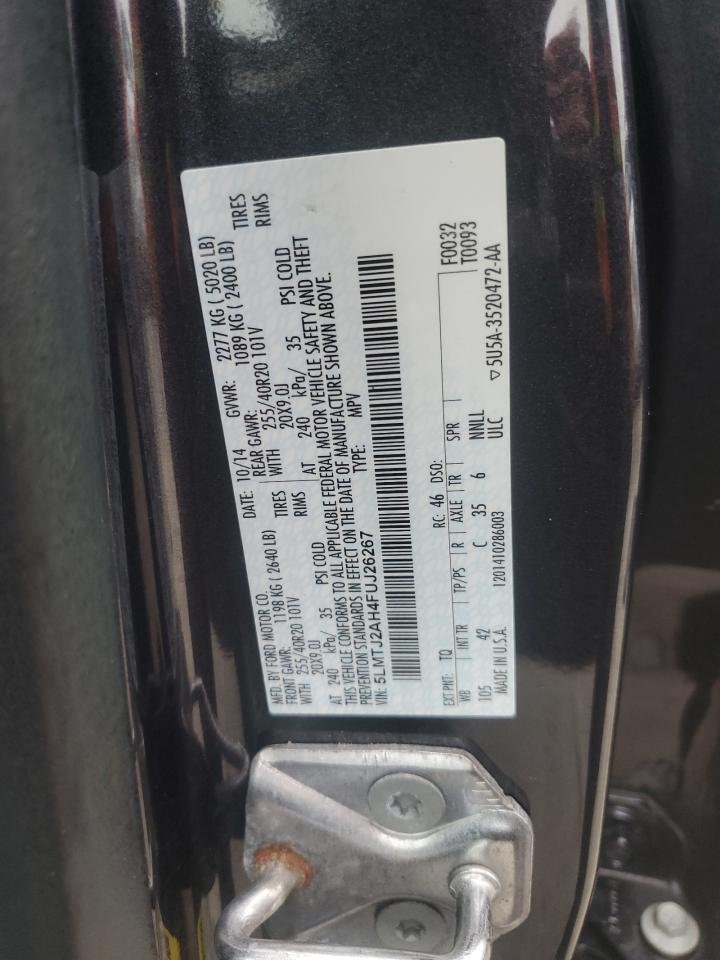 MFD. BY FORD MOTOR CO. DATE: 10/14 GVWR: 2277 KG ( 5020 LB)
FRONT GAWR: 1198 KG ( 2640 LB) REAR GAWR: 1089 KG ( 2400 LB)
WITH 255/40R20 101V TIRES WITH 255/40R20 101V TIRES
20X9.0J RIMS 20X9.0J RIMS
AT 240 kPa/ 35 PSI COLD AT 240 kPa/ 35 PSI COLD
THIS VEHICLE CONFORMS TO ALL APPLICABLE FEDERAL MOTOR VEHICLE SAFETY AND THEFT
PREVENTION STANDARDS IN EFFECT ON THE DATE OF MANUFACTURE SHOWN ABOVE.
VIN: 5LMTJ2AH4FUJ26267 TYPE: MPV
EXT PNT: TQ RC: 46 DSO: F0032
WB INT TR TP/PS R AXLE TR SPR T0093
105 42 C 35 6 NNLL
MADE IN U.S.A. 1201410286003 ULC ▽ 5U5A-3520472-AA